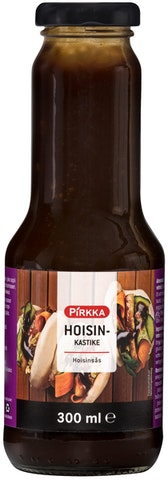 PIRKKA
HOISIN-
KASTIKE
Hoisinsås
300 ml ℮